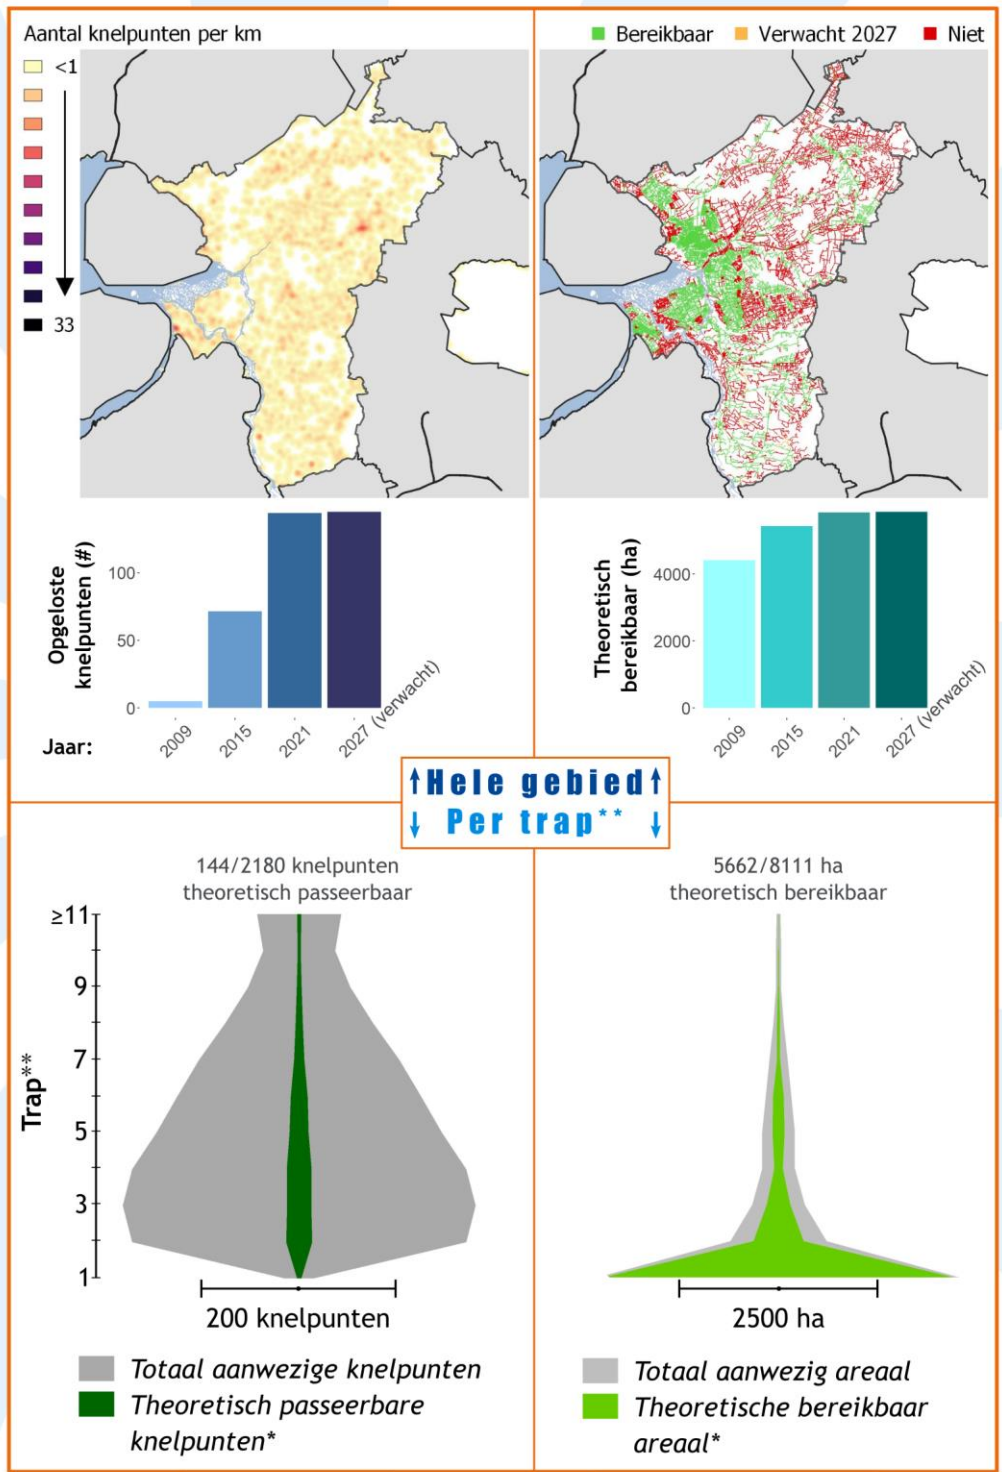 Aantal knelpunten per km
<1
33
Bereikbaar Verwacht 2027 Niet
Opgeloste
knelpunten (#)
100
50
0
2009
2015
2021
2027 (verwacht)
Jaar:
Theoretisch
bereikbaar (ha)
4000
2000
0
2009
2015
2021
2027 (verwacht)
↑Hele gebied↑
↓ Per trap** ↓
144/2180 knelpunten
theoretisch passeerbaar
Trap**
≥11
9
7
5
3
1
200 knelpunten
Totaal aanwezige knelpunten
Theoretisch passeerbare
knelpunten*
5662/8111 ha
theoretisch bereikbaar
2500 ha
Totaal aanwezig areaal
Theoretische bereikbaar
areaal*